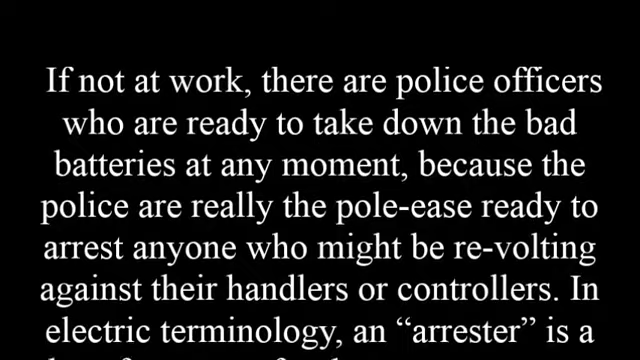 If not at work, there are police officers
who are ready to take down the bad
batteries at any moment, because the
police are really the pole-ease ready to
arrest anyone who might be re-volting
against their handlers or controllers. In
electric terminology, an “arrester” is a